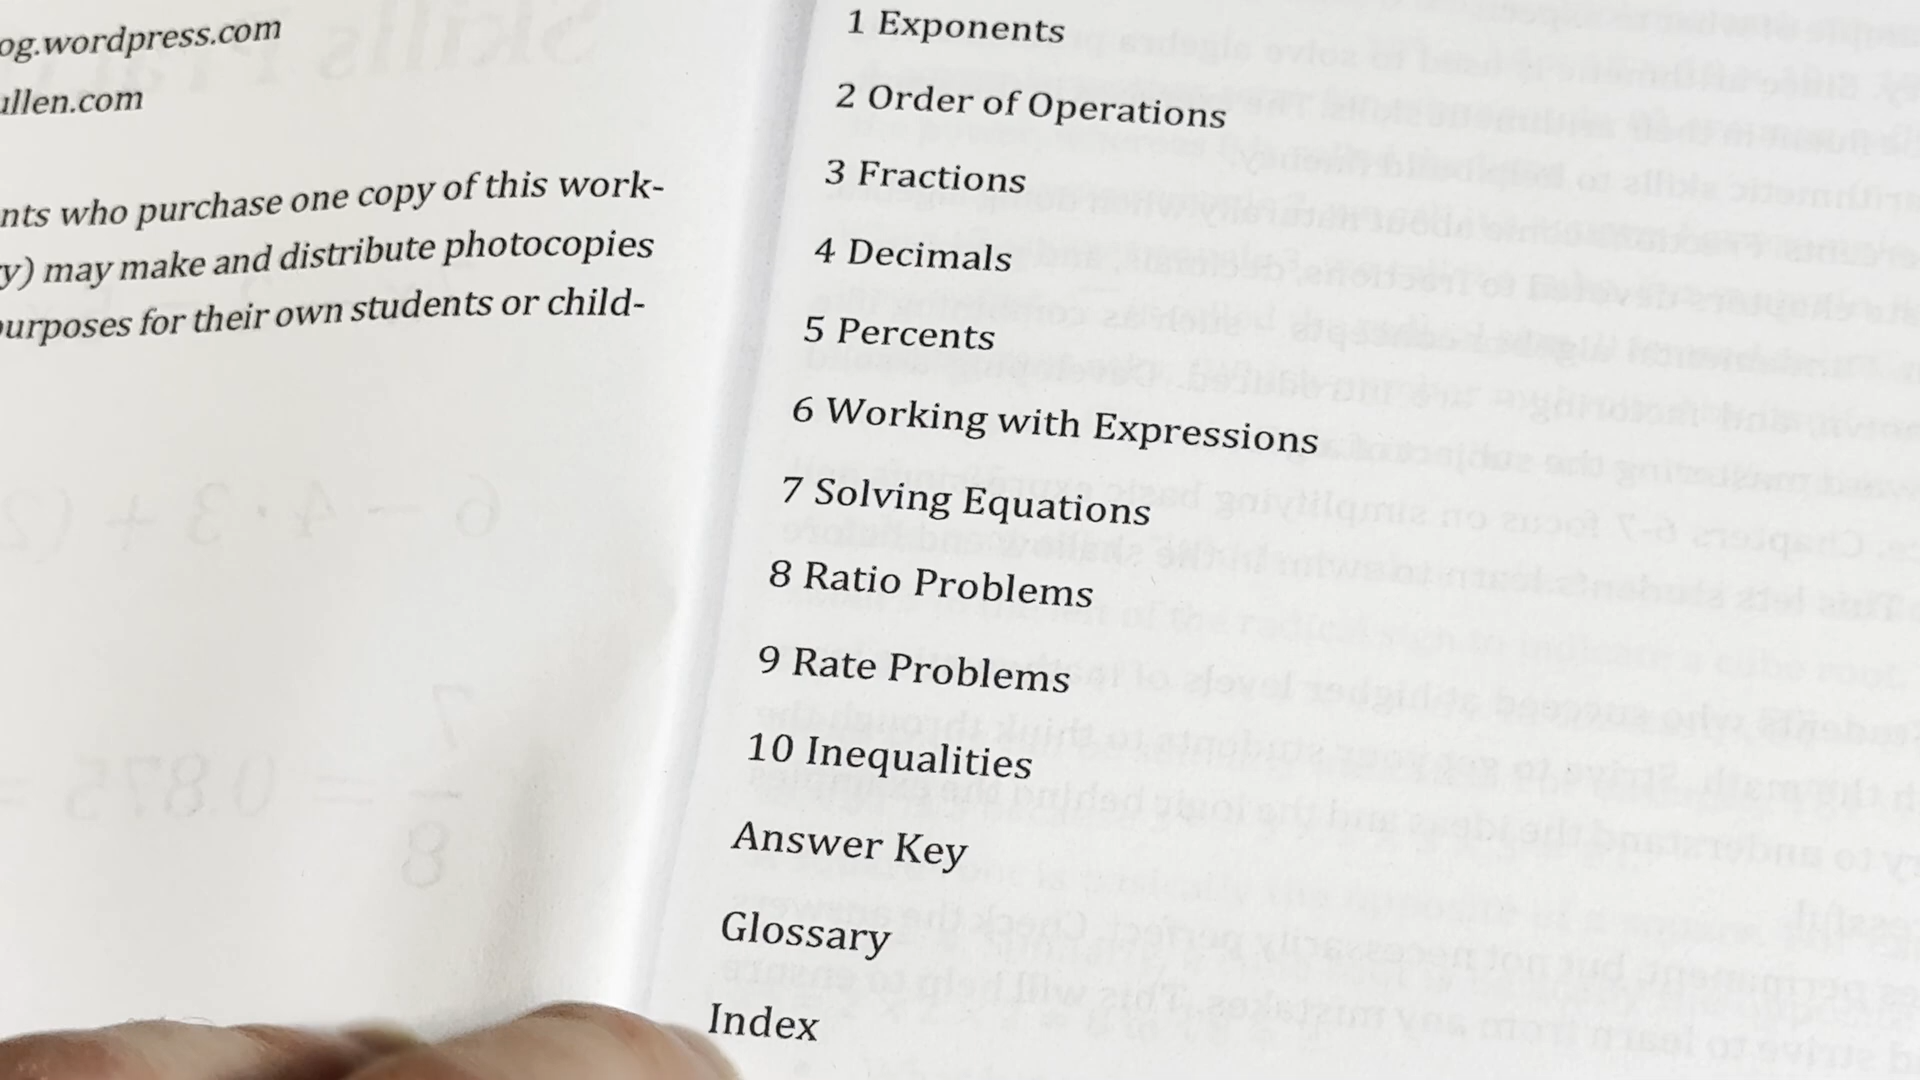 og.wordpress.com
ullen.com
nts who purchase one copy of this work-
y) may make and distribute photocopies
purposes for their own students or child-
1 Exponents
2 Order of Operations
3 Fractions
4 Decimals
5 Percents
6 Working with Expressions
7 Solving Equations
8 Ratio Problems
9 Rate Problems
10 Inequalities
Answer Key
Glossary
Index